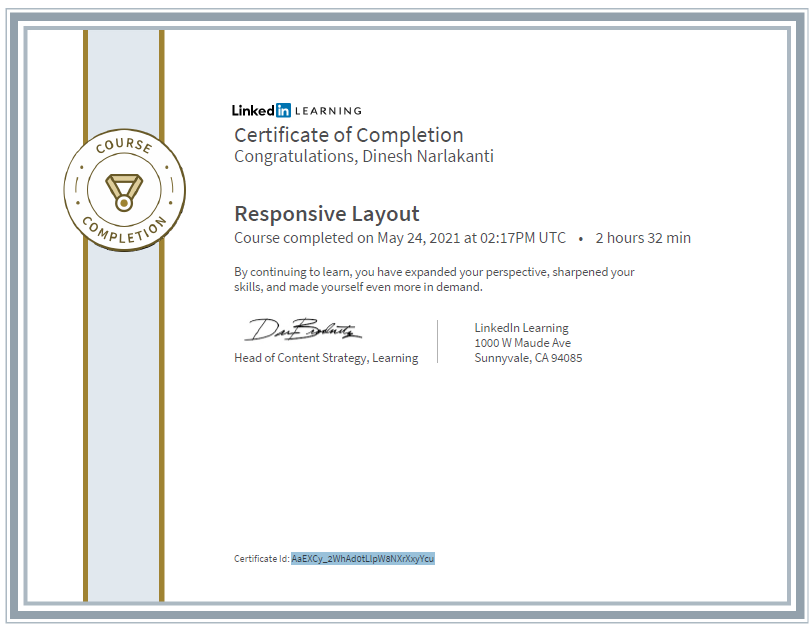 COURSE
COMPLETION
Linked in LEARNING
Certificate of Completion
Congratulations, Dinesh Narlakanti
Responsive Layout
Course completed on May 24, 2021 at 02:17PM UTC • 2 hours 32 min
By continuing to learn, you have expanded your perspective, sharpened your
skills, and made yourself even more in demand.
Head of Content Strategy, Learning
LinkedIn Learning
1000 W Maude Ave
Sunnyvale, CA 94085
Certificate Id: AaEXCy_2WhAd0tLlpW8NXrXxyYcu